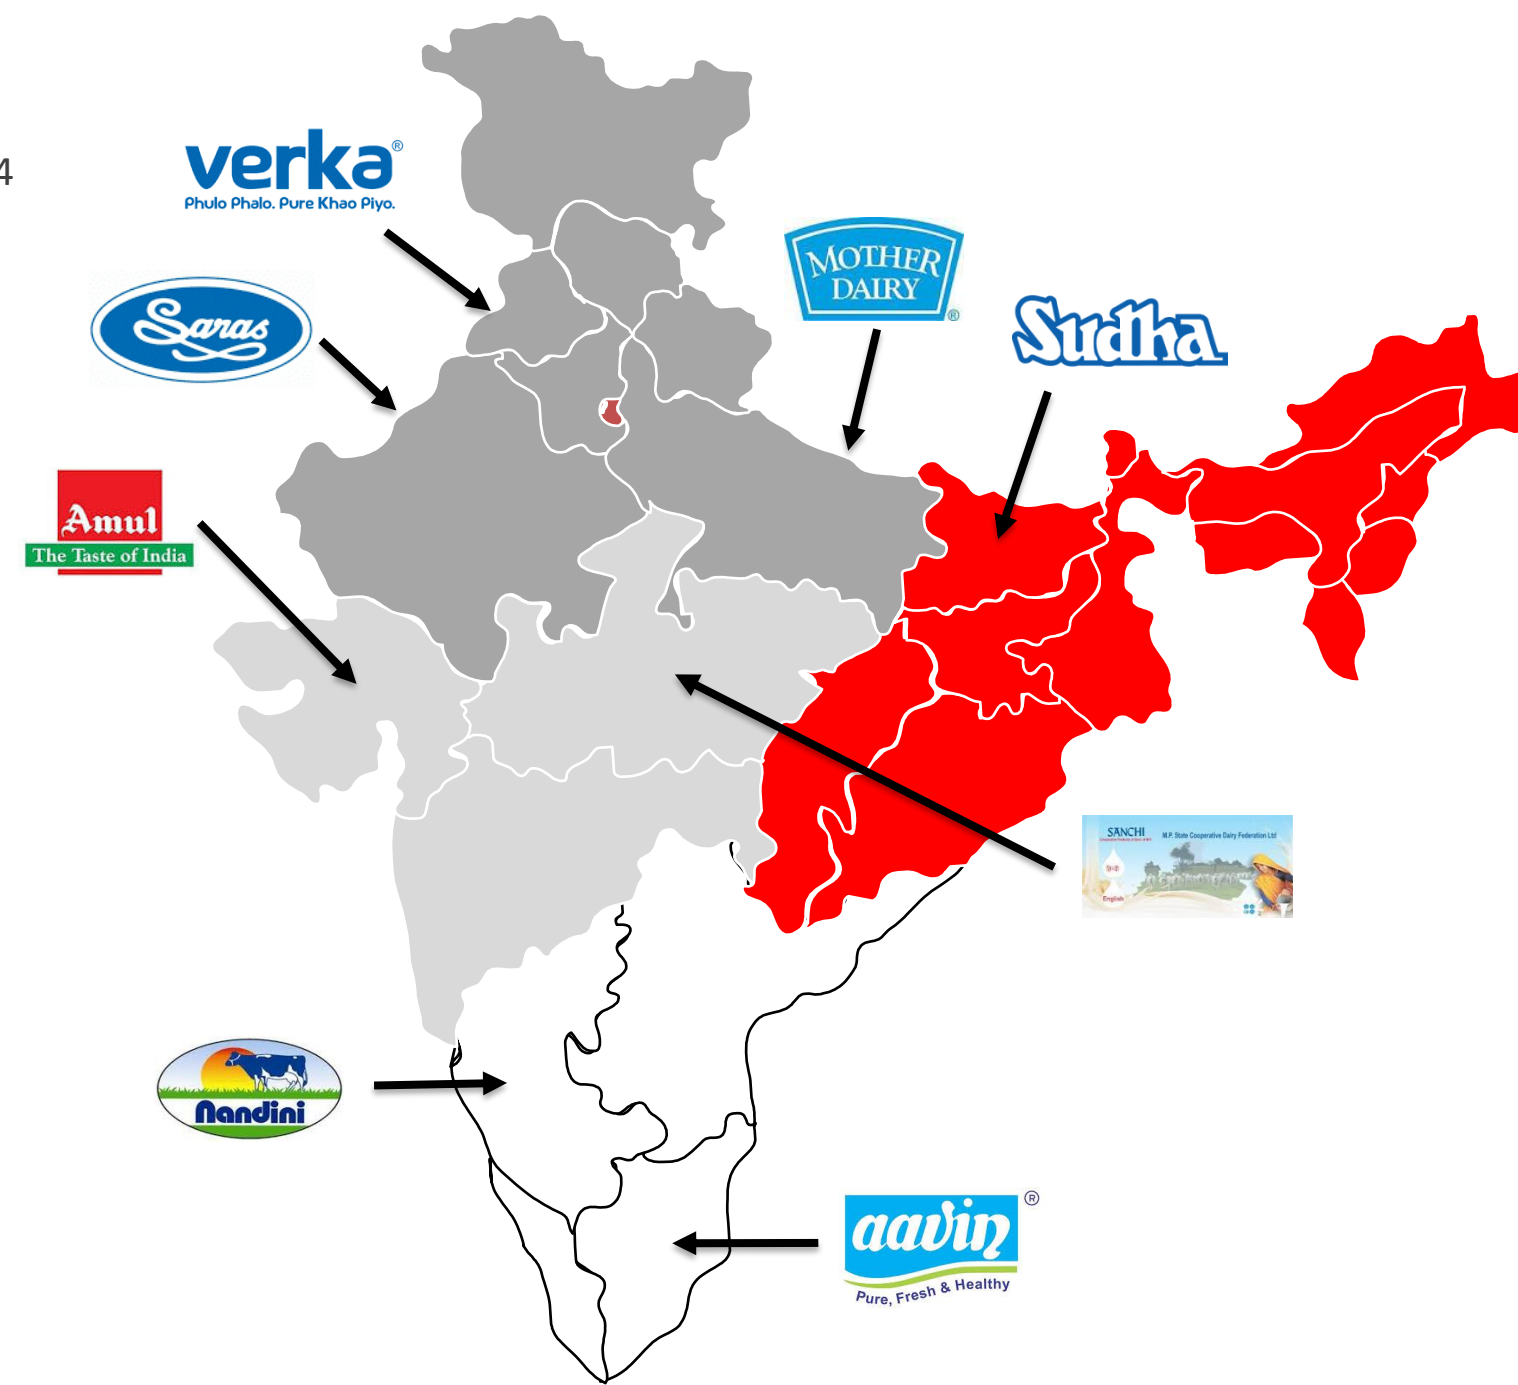 4
verka®
Phulo Phalo. Pure Khao Piyo.
MOTHER
DAIRY
®
Saras
Sudha
Amul
The Taste of India
SANCHI
M.P. State Cooperative Dairy Federation Ltd
हिन्दी
English
Nandini
aavin ®
Pure, Fresh & Healthy